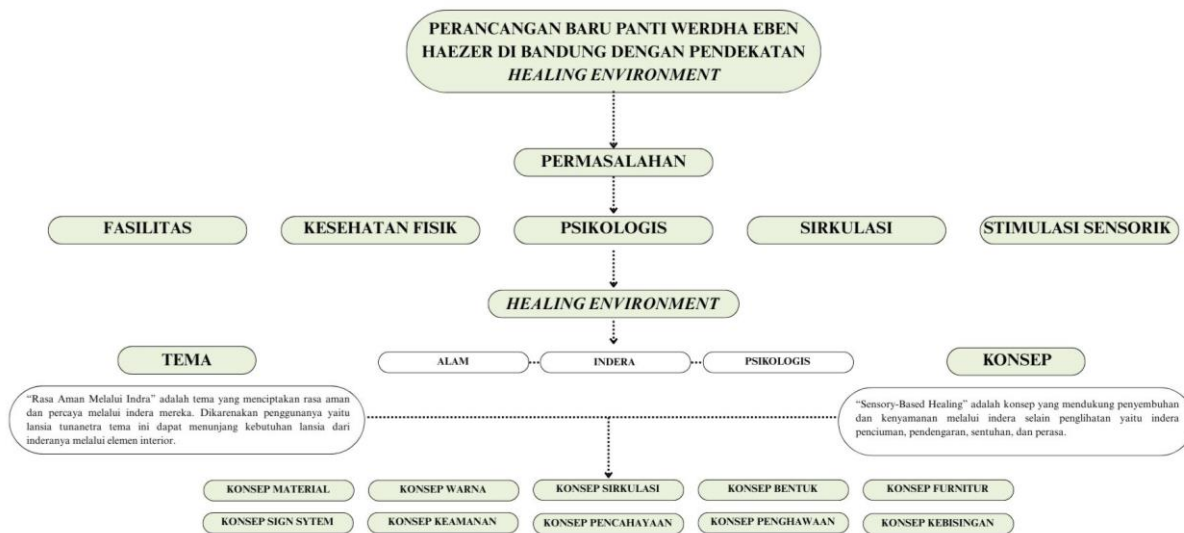 PERANCANGAN BARU PANTI WERDHA EBEN
HAEZER DI BANDUNG DENGAN PENDEKATAN
HEALING ENVIRONMENT
PERMASALAHAN
FASILITAS
KESEHATAN FISIK
PSIKOLOGIS
SIRKULASI
STIMULASI SENSORIK
HEALING ENVIRONMENT
TEMA
ALAM
INDERA
PSIKOLOGIS
KONSEP
“Rasa Aman Melalui Indra” adalah tema yang menciptakan rasa aman
dan percaya melalui indera mereka. Dikarenakan penggunanya yaitu
lansia tunanetra tema ini dapat menunjang kebutuhan lansia dari
inderanya melalui elemen interior.
“Sensory-Based Healing” adalah konsep yang mendukung penyembuhan
dan kenyamanan melalui indera selain penglihatan yaitu indera
penciuman, pendengaran, sentuhan, dan perasa.
KONSEP MATERIAL
KONSEP WARNA
KONSEP SIRKULASI
KONSEP BENTUK
KONSEP FURNITUR
KONSEP SIGN SYTEM
KONSEP KEAMANAN
KONSEP PENCAHAYAAN
KONSEP PENGHAWAAN
KONSEP KEBISINGAN